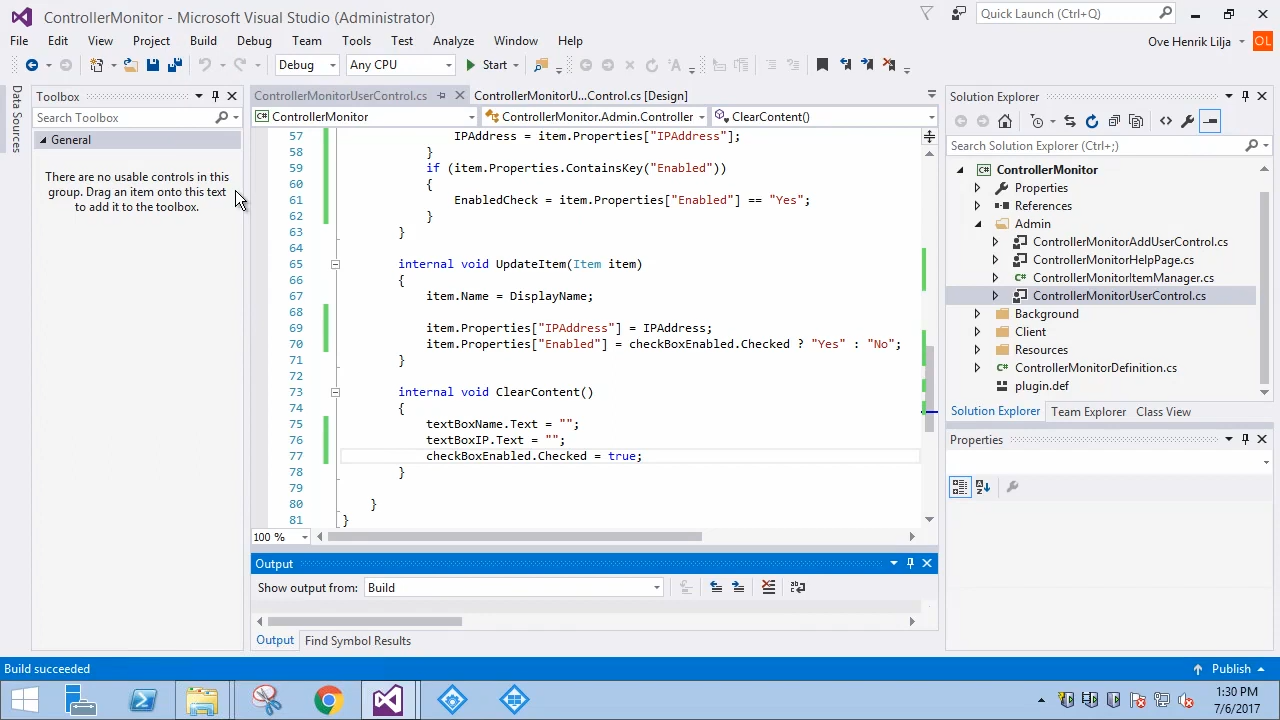 ControllerMonitor - Microsoft Visual Studio (Administrator)
Quick Launch (Ctrl+Q)
File Edit View Project Build Debug Team Tools Test Analyze Window Help
Ove Henrik Lilja OL
Debug Any CPU Start
Data Sources
Toolbox
Search Toolbox
General
There are no usable controls in this
group. Drag an item onto this text
to add it to the toolbox.
ControllerMonitorUserControl.cs ControllerMonitorU...Control.cs [Design]
ControllerMonitor ControllerMonitor.Admin.Controller ClearContent()
57 IPAddress = item.Properties["IPAddress"];
58 }
59 if (item.Properties.ContainsKey("Enabled"))
60 {
61 EnabledCheck = item.Properties["Enabled"] == "Yes";
62 }
63 }
64
65 internal void UpdateItem(Item item)
66 {
67 item.Name = DisplayName;
68
69 item.Properties["IPAddress"] = IPAddress;
70 item.Properties["Enabled"] = checkBoxEnabled.Checked ? "Yes" : "No";
71 }
72
73 internal void ClearContent()
74 {
75 textBoxName.Text = "";
76 textBoxIP.Text = "";
77 checkBoxEnabled.Checked = true;
78 }
79
80 }
81 }
100 %
Output
Show output from: Build
Output Find Symbol Results
Solution Explorer
Search Solution Explorer (Ctrl+;)
ControllerMonitor
Properties
References
Admin
ControllerMonitorAddUserControl.cs
ControllerMonitorHelpPage.cs
ControllerMonitorItemManager.cs
ControllerMonitorUserControl.cs
Background
Client
Resources
ControllerMonitorDefinition.cs
plugin.def
Solution Explorer Team Explorer Class View
Properties
Build succeeded
Publish
1:30 PM
7/6/2017